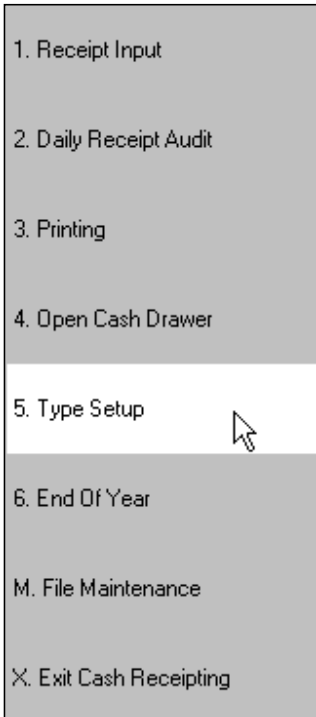 1. Receipt Input
2. Daily Receipt Audit
3. Printing
4. Open Cash Drawer
5. Type Setup
6. End Of Year
M. File Maintenance
X. Exit Cash Receipting